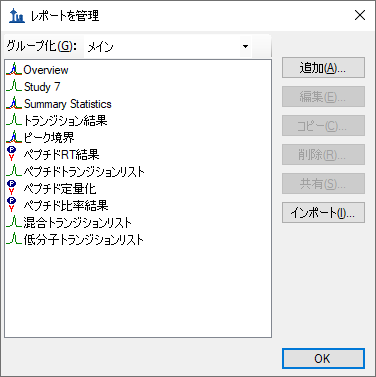 レポートを管理
グループ化(G): メイン
Overview
Study 7
Summary Statistics
トランジション結果
ピーク境界
ペプチドRT結果
ペプチドトランジションリスト
ペプチド定量化
ペプチド比率結果
混合トランジションリスト
低分子トランジションリスト
追加(A)...
編集(E)...
コピー(C)...
削除(R)...
共有(S)...
インポート(I)...
OK